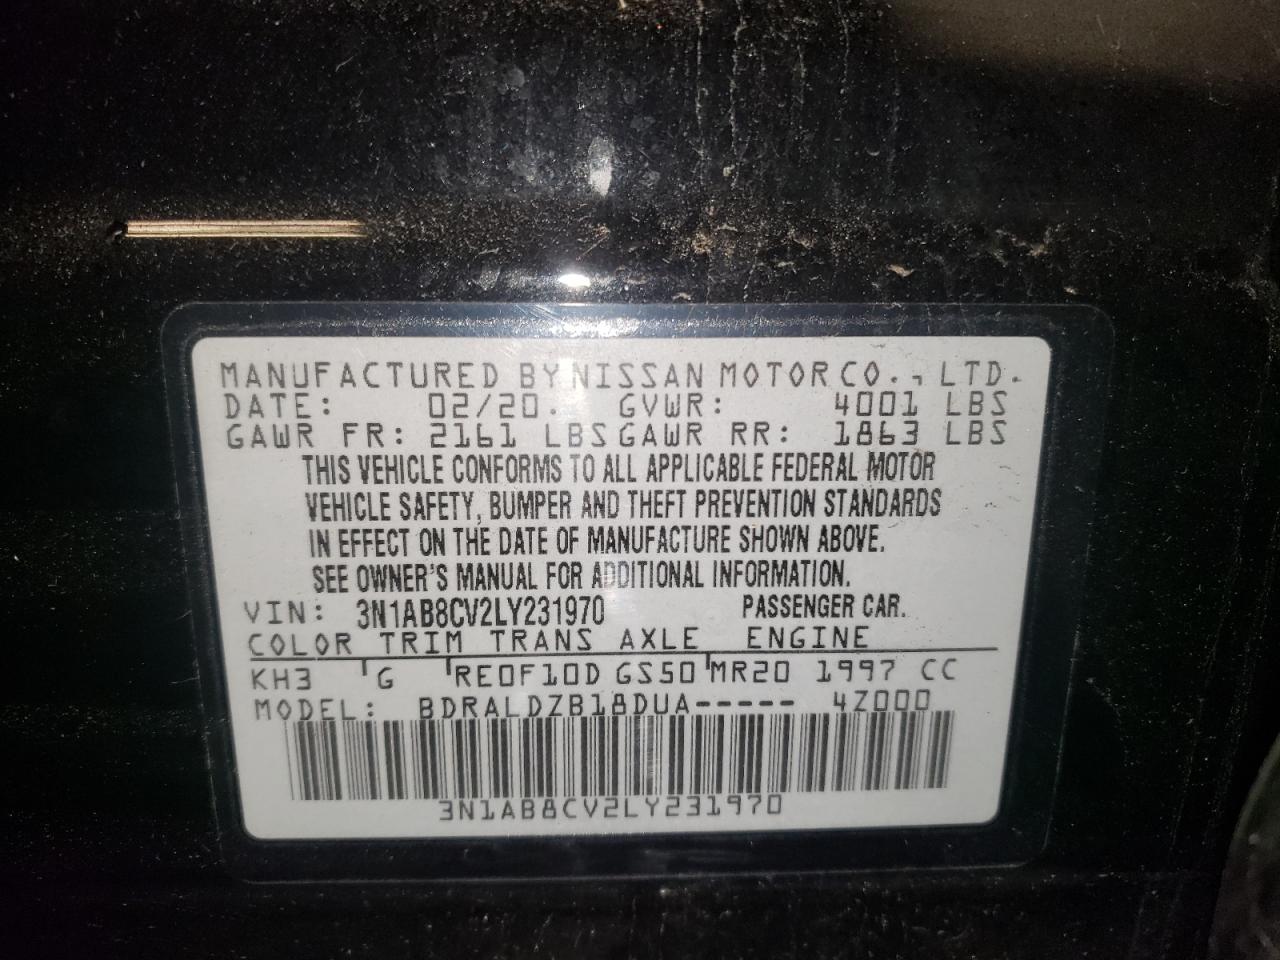 MANUFACTURED BY NISSAN MOTOR CO., LTD.
DATE: 02/20. GVWR: 4001 LBS
GAWR FR: 2161 LBS GAWR RR: 1863 LBS
THIS VEHICLE CONFORMS TO ALL APPLICABLE FEDERAL MOTOR
VEHICLE SAFETY, BUMPER AND THEFT PREVENTION STANDARDS
IN EFFECT ON THE DATE OF MANUFACTURE SHOWN ABOVE.
SEE OWNER'S MANUAL FOR ADDITIONAL INFORMATION.
VIN: 3N1AB8CV2LY231970 PASSENGER CAR.
COLOR TRIM TRANS AXLE ENGINE
KH3 G RE0F10D GS50 MR20 1997 CC
MODEL: BDRALDZB18DUA----- 4Z000
3N1AB8CV2LY231970